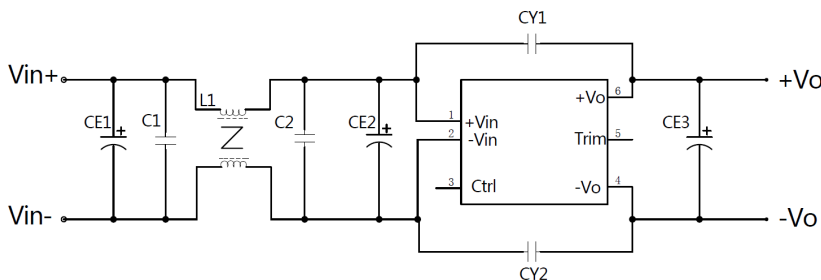 CY1
Vin+
+Vo
L1
CE1
+
C1
C2
CE2
+
CE3
+
1
+Vin
2
-Vin
3
Ctrl
+Vo
6
Trim
5
-Vo
4
Vin-
-Vo
CY2